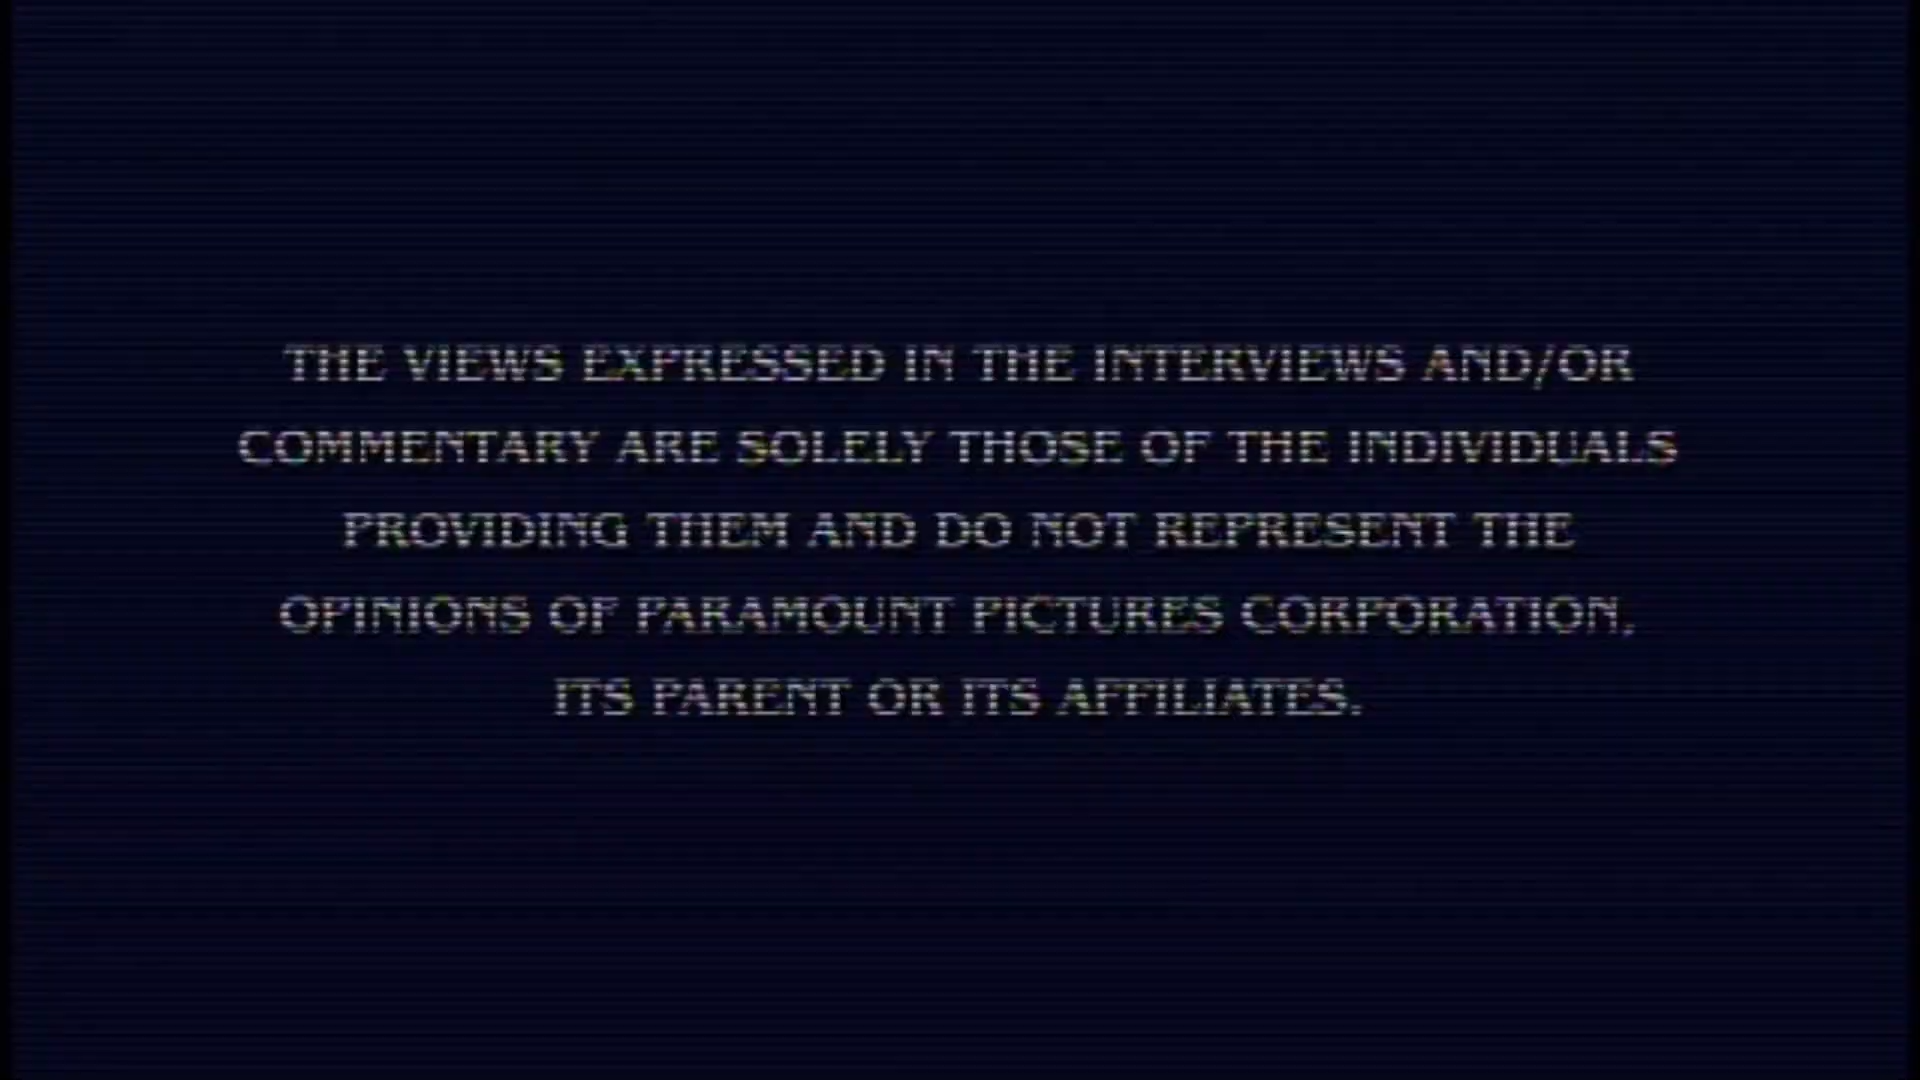 THE VIEWS EXPRESSED IN THE INTERVIEWS AND/OR
COMMENTARY ARE SOLELY THOSE OF THE INDIVIDUALS
PROVIDING THEM AND DO NOT REPRESENT THE
OPINIONS OF PARAMOUNT PICTURES CORPORATION,
ITS PARENT OR ITS AFFILIATES.